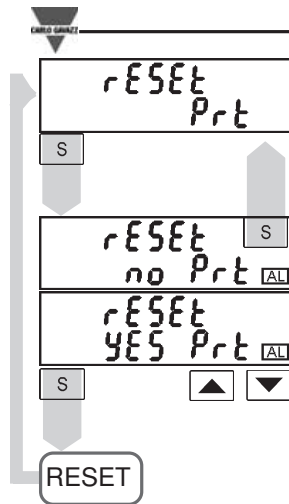 CARLO GAVAZZI
rESEt
Prt
S
rESEt
S
no Prt AL
rESEt
YES Prt AL
S
RESET